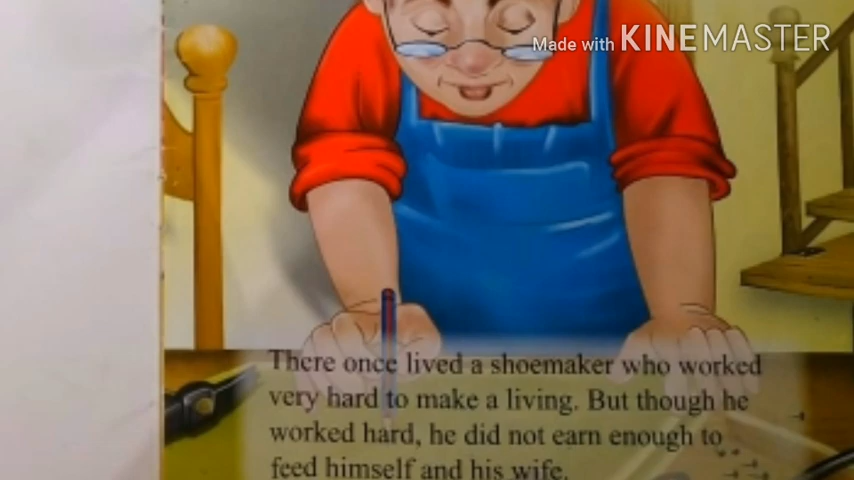 Made with KINEMASTER
There once lived a shoemaker who worked
very hard to make a living. But though he
worked hard, he did not earn enough to
feed himself and his wife.